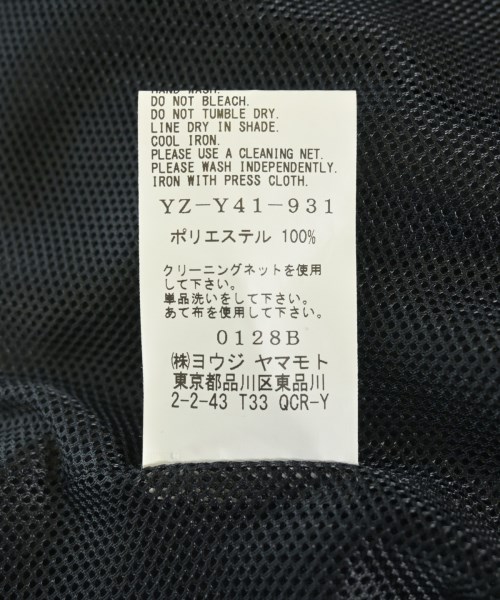 HAND WASH.
DO NOT BLEACH.
DO NOT TUMBLE DRY.
LINE DRY IN SHADE.
COOL IRON.
PLEASE USE A CLEANING NET.
PLEASE WASH INDEPENDENTLY.
IRON WITH PRESS CLOTH.
YZ-Y41-931
ポリエステル 100%
クリーニングネットを使用
して下さい。
単品洗いをして下さい。
あて布を使用して下さい。
0128B
㈱ヨウジ ヤマモト
東京都品川区東品川
2-2-43 T33 QCR-Y